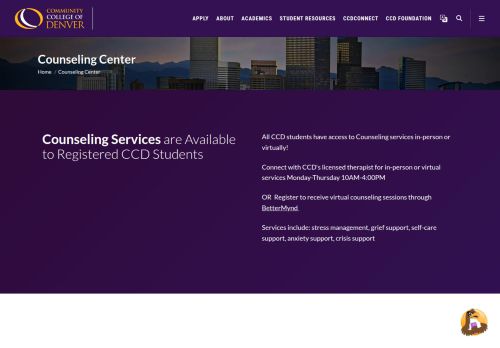 COMMUNITY
COLLEGE OF
DENVER
APPLY ABOUT ACADEMICS STUDENT RESOURCES CCDCONNECT CCD FOUNDATION
Counseling Center
Home / Counseling Center
Counseling Services are Available
to Registered CCD Students
All CCD students have access to Counseling services in-person or
virtually!
Connect with CCD's licensed therapist for in-person or virtual
services Monday-Thursday 10AM-4:00PM
OR Register to receive virtual counseling sessions through
BetterMynd
Services include: stress management, grief support, self-care
support, anxiety support, crisis support